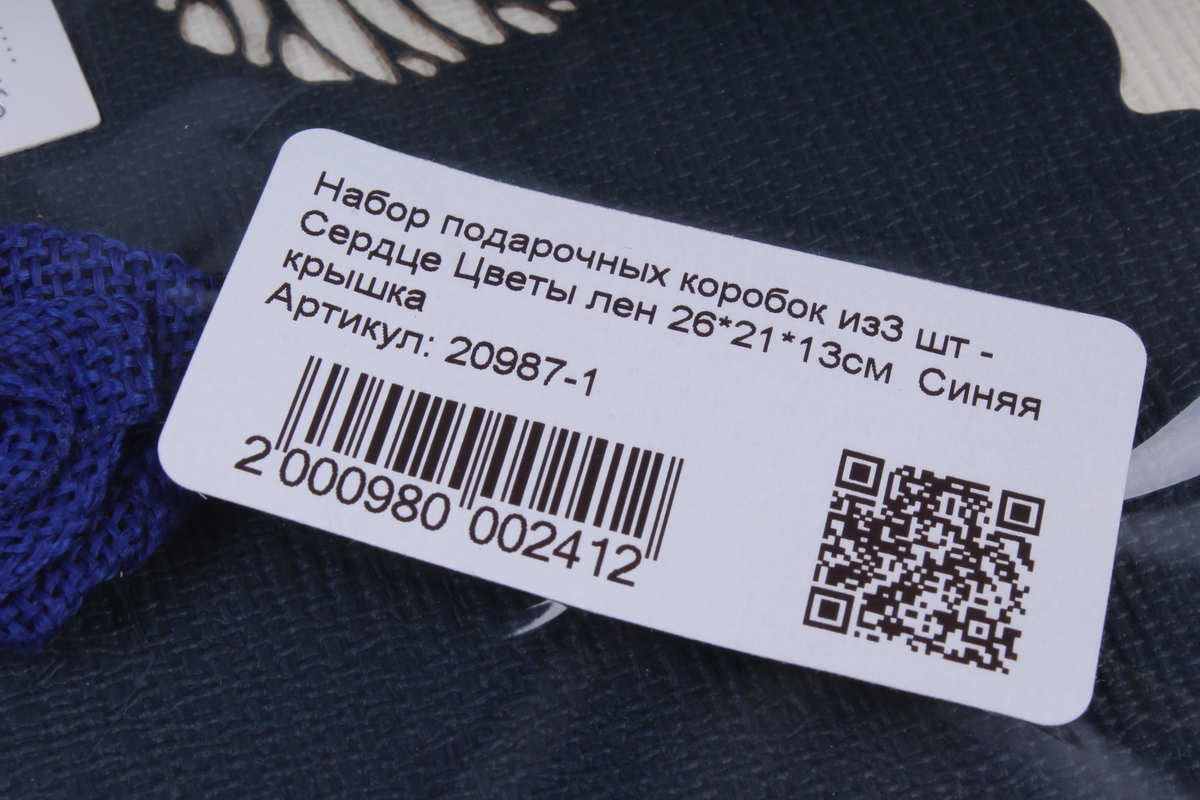 Набор подарочных коробок из3 шт -
Сердце Цветы лен 26*21*13см Синяя
крышка
Артикул: 20987-1
2 000980 002412